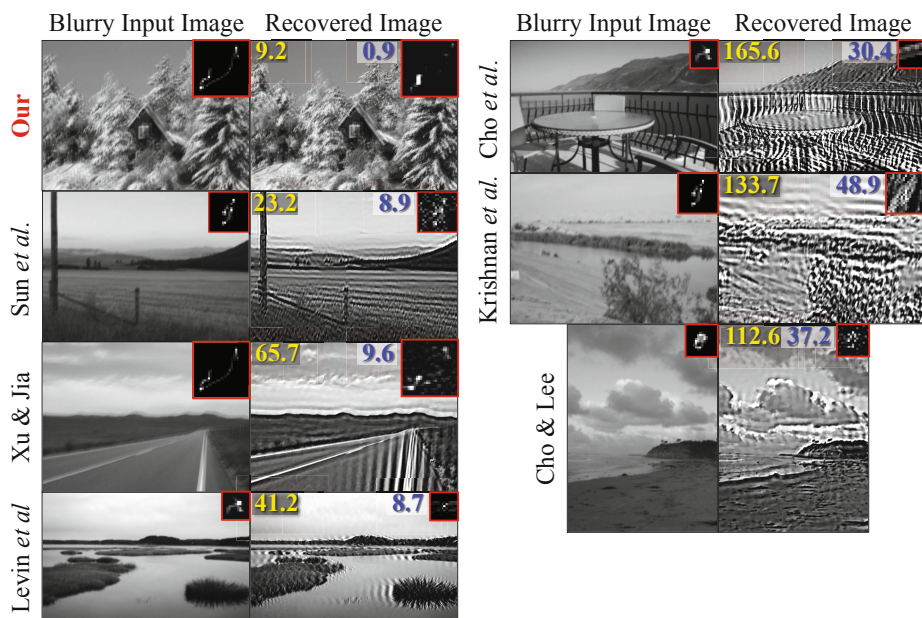 Blurry Input Image Recovered Image
Our
9.2 0.9
Sun et al.
23.2 8.9
Xu & Jia
65.7 9.6
Levin et al
41.2 8.7
Blurry Input Image Recovered Image
Cho et al.
165.6 30.4
Krishnan et al.
133.7 48.9
Cho & Lee
112.6 37.2